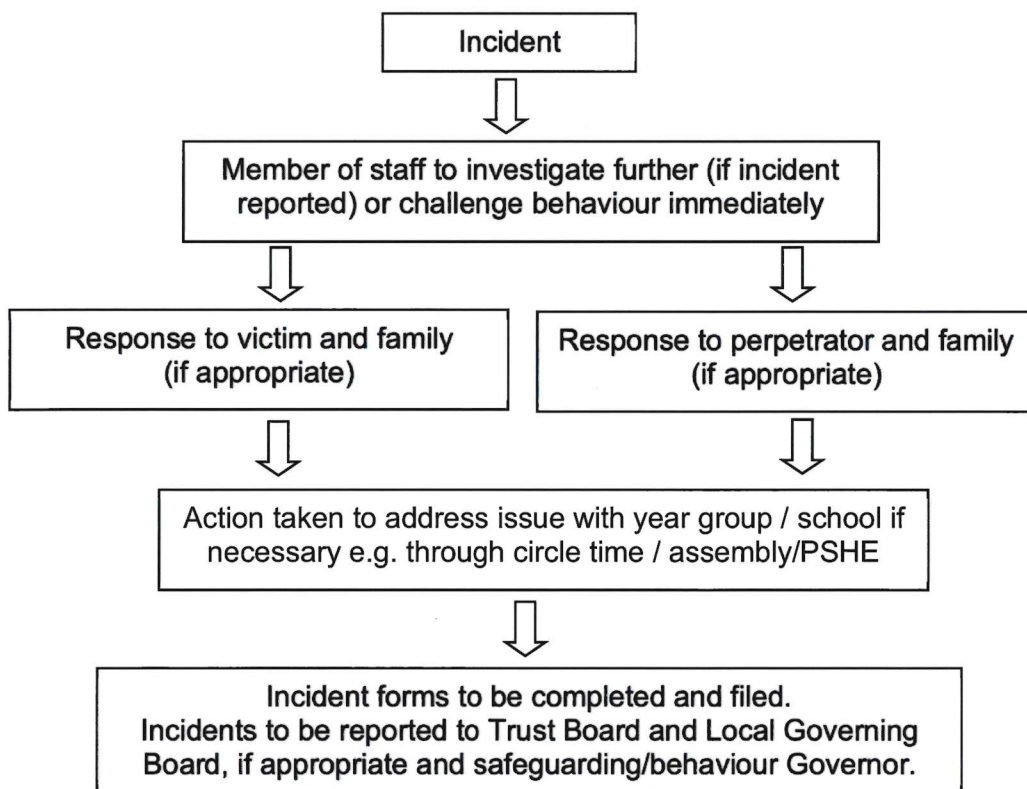 Incident
Member of staff to investigate further (if incident
reported) or challenge behaviour immediately
Response to victim and family
(if appropriate)
Response to perpetrator and family
(if appropriate)
Action taken to address issue with year group / school if
necessary e.g. through circle time / assembly/PSHE
Incident forms to be completed and filed.
Incidents to be reported to Trust Board and Local Governing
Board, if appropriate and safeguarding/behaviour Governor.